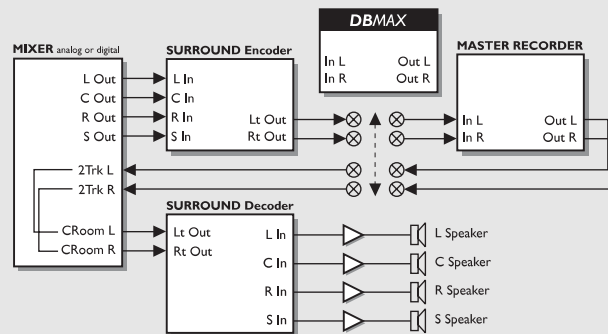 DBMAX
In L Out L
In R Out R
MIXER analog or digital
L Out
C Out
R Out
S Out
2Trk L
2Trk R
CRoom L
CRoom R
SURROUND Encoder
L In
C In
R In
S In
Lt Out
Rt Out
MASTER RECORDER
In L
In R
Out L
Out R
SURROUND Decoder
Lt Out
Rt Out
L In
C In
R In
S In
L Speaker
C Speaker
R Speaker
S Speaker